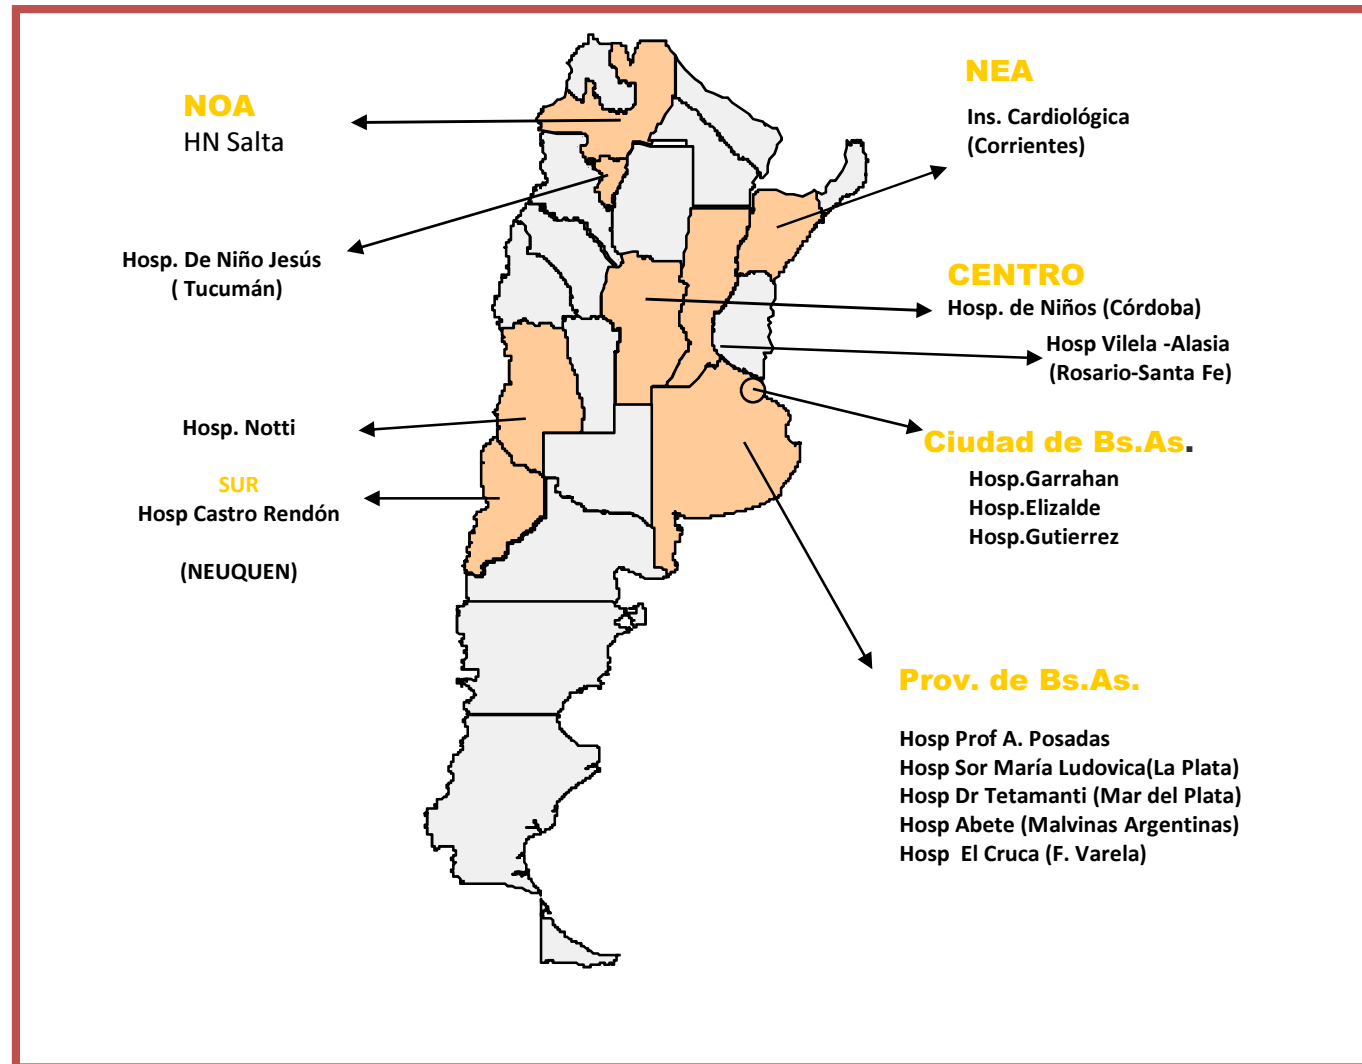 NOA
HN Salta
Hosp. De Niño Jesús
( Tucumán)
Hosp. Notti
SUR
Hosp Castro Rendón
(NEUQUEN)
NEA
Ins. Cardiológica
(Corrientes)
CENTRO
Hosp. de Niños (Córdoba)
Hosp Vilela -Alasia
(Rosario-Santa Fe)
Ciudad de Bs.As.
Hosp.Garrahan
Hosp.Elizalde
Hosp.Gutierrez
Prov. de Bs.As.
Hosp Prof A. Posadas
Hosp Sor María Ludovica(La Plata)
Hosp Dr Tetamanti (Mar del Plata)
Hosp Abete (Malvinas Argentinas)
Hosp  El Cruca (F. Varela)